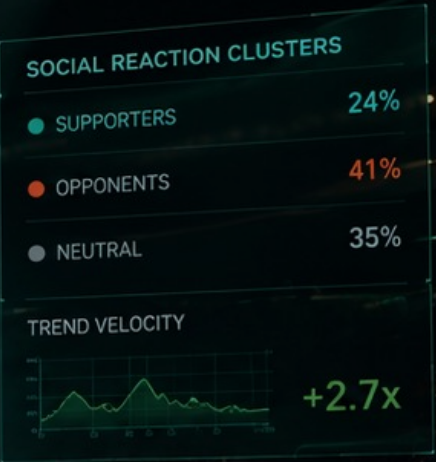 SOCIAL REACTION CLUSTERS
SUPPORTERS 24%
OPPONENTS 41%
NEUTRAL 35%
TREND VELOCITY
+2.7x